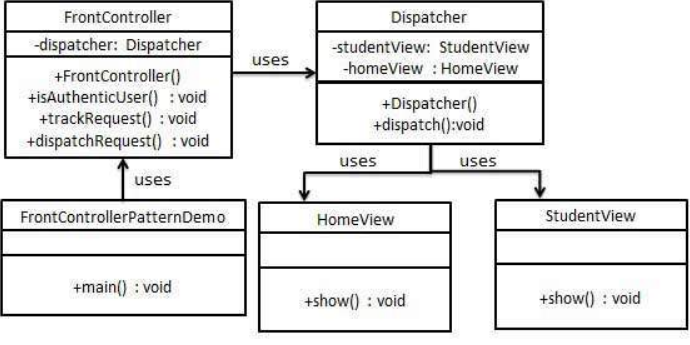 FrontController
-dispatcher: Dispatcher
+FrontController()
+isAuthenticUser() : void
+trackRequest() : void
+dispatchRequest() : void
uses
Dispatcher
-studentView: StudentView
-homeView : HomeView
+Dispatcher()
+dispatch():void
uses
uses
uses
FrontControllerPatternDemo
+main() : void
HomeView
+show() : void
StudentView
+show() : void